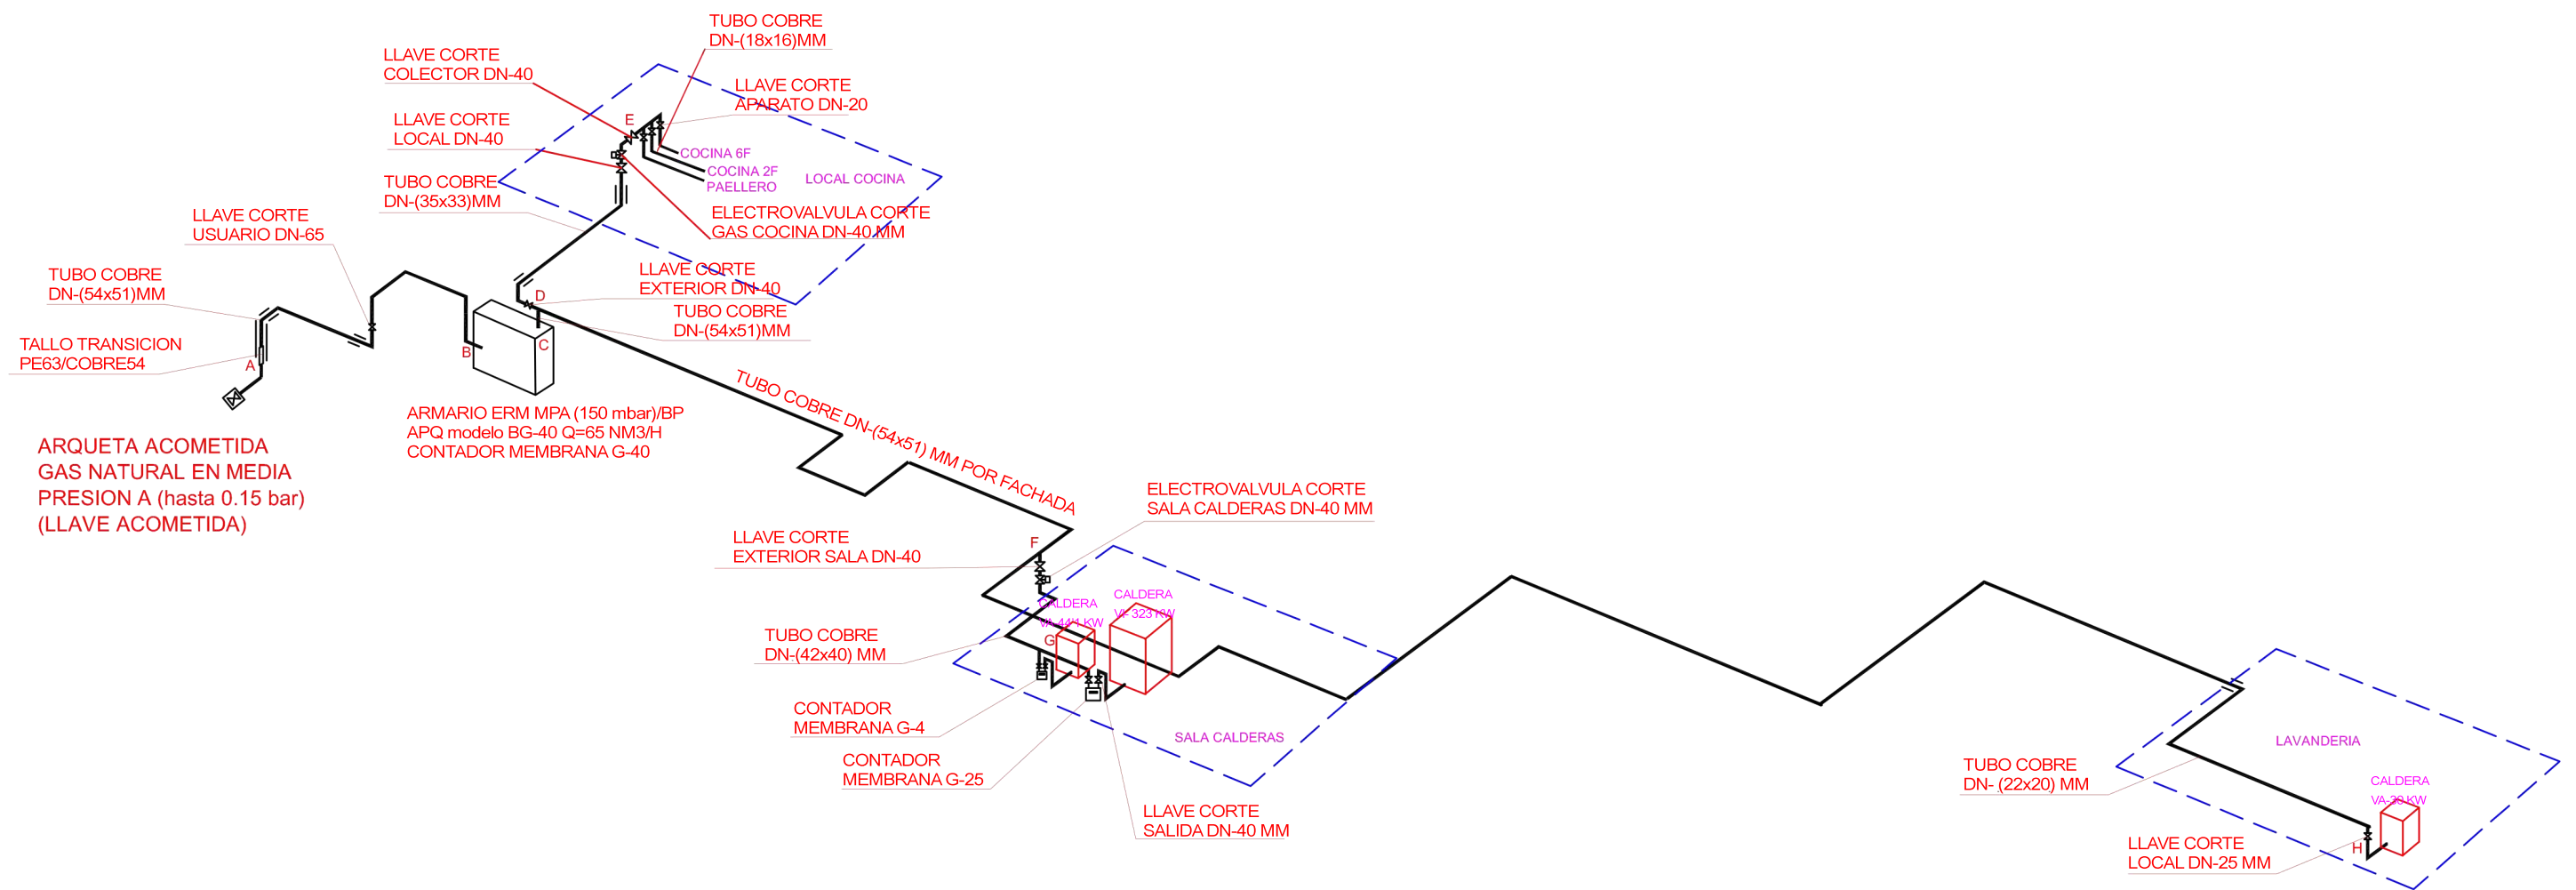 TUBO COBRE
DN-(18x16)MM
LLAVE CORTE
COLECTOR DN-40
LLAVE CORTE
APARATO DN-20
LLAVE CORTE
LOCAL DN-40
E
COCINA 6F
COCINA 2F
PAELLERO
LOCAL COCINA
TUBO COBRE
DN-(35x33)MM
ELECTROVALVULA CORTE
GAS COCINA DN-40 MM
LLAVE CORTE
USUARIO DN-65
TUBO COBRE
DN-(54x51)MM
LLAVE CORTE
EXTERIOR DN-40
D
TUBO COBRE
DN-(54x51)MM
TALLO TRANSICION
PE63/COBRE54
A
B
C
ARMARIO ERM MPA (150 mbar)/BP
APQ modelo BG-40 Q=65 NM3/H
CONTADOR MEMBRANA G-40
ARQUETA ACOMETIDA
GAS NATURAL EN MEDIA
PRESION A (hasta 0.15 bar)
(LLAVE ACOMETIDA)
TUBO COBRE DN-(54x51) MM POR FACHADA
ELECTROVALVULA CORTE
SALA CALDERAS DN-40 MM
LLAVE CORTE
EXTERIOR SALA DN-40
F
CALDERA
CALDERA
VI- 323 KW
G
TUBO COBRE
DN-(42x40) MM
CONTADOR
MEMBRANA G-4
SALA CALDERAS
CONTADOR
MEMBRANA G-25
LLAVE CORTE
SALIDA DN-40 MM
LAVANDERIA
TUBO COBRE
DN- (22x20) MM
CALDERA
VA-30 KW
LLAVE CORTE
LOCAL DN-25 MM
H